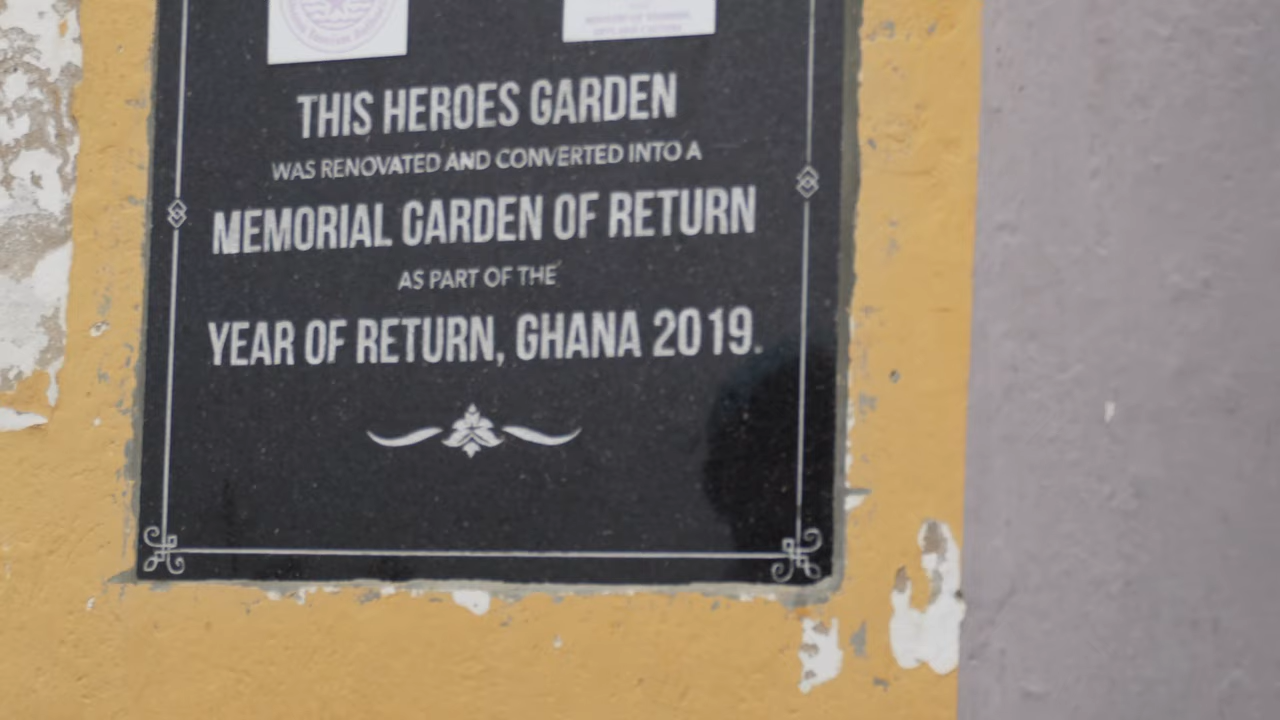 THIS HEROES GARDEN
WAS RENOVATED AND CONVERTED INTO A
MEMORIAL GARDEN OF RETURN
AS PART OF THE
YEAR OF RETURN, GHANA 2019.